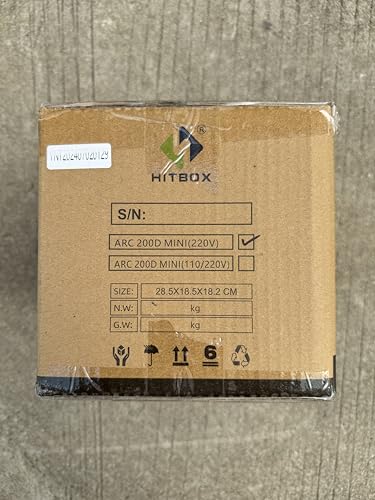 ®
HITBOX
YNT202401020129
S/N:
ARC 200D MINI(220V)
ARC 200D MINI(110/220V)
SIZE: 28.5X18.5X18.2 CM
N.W: kg
G.W: kg
6